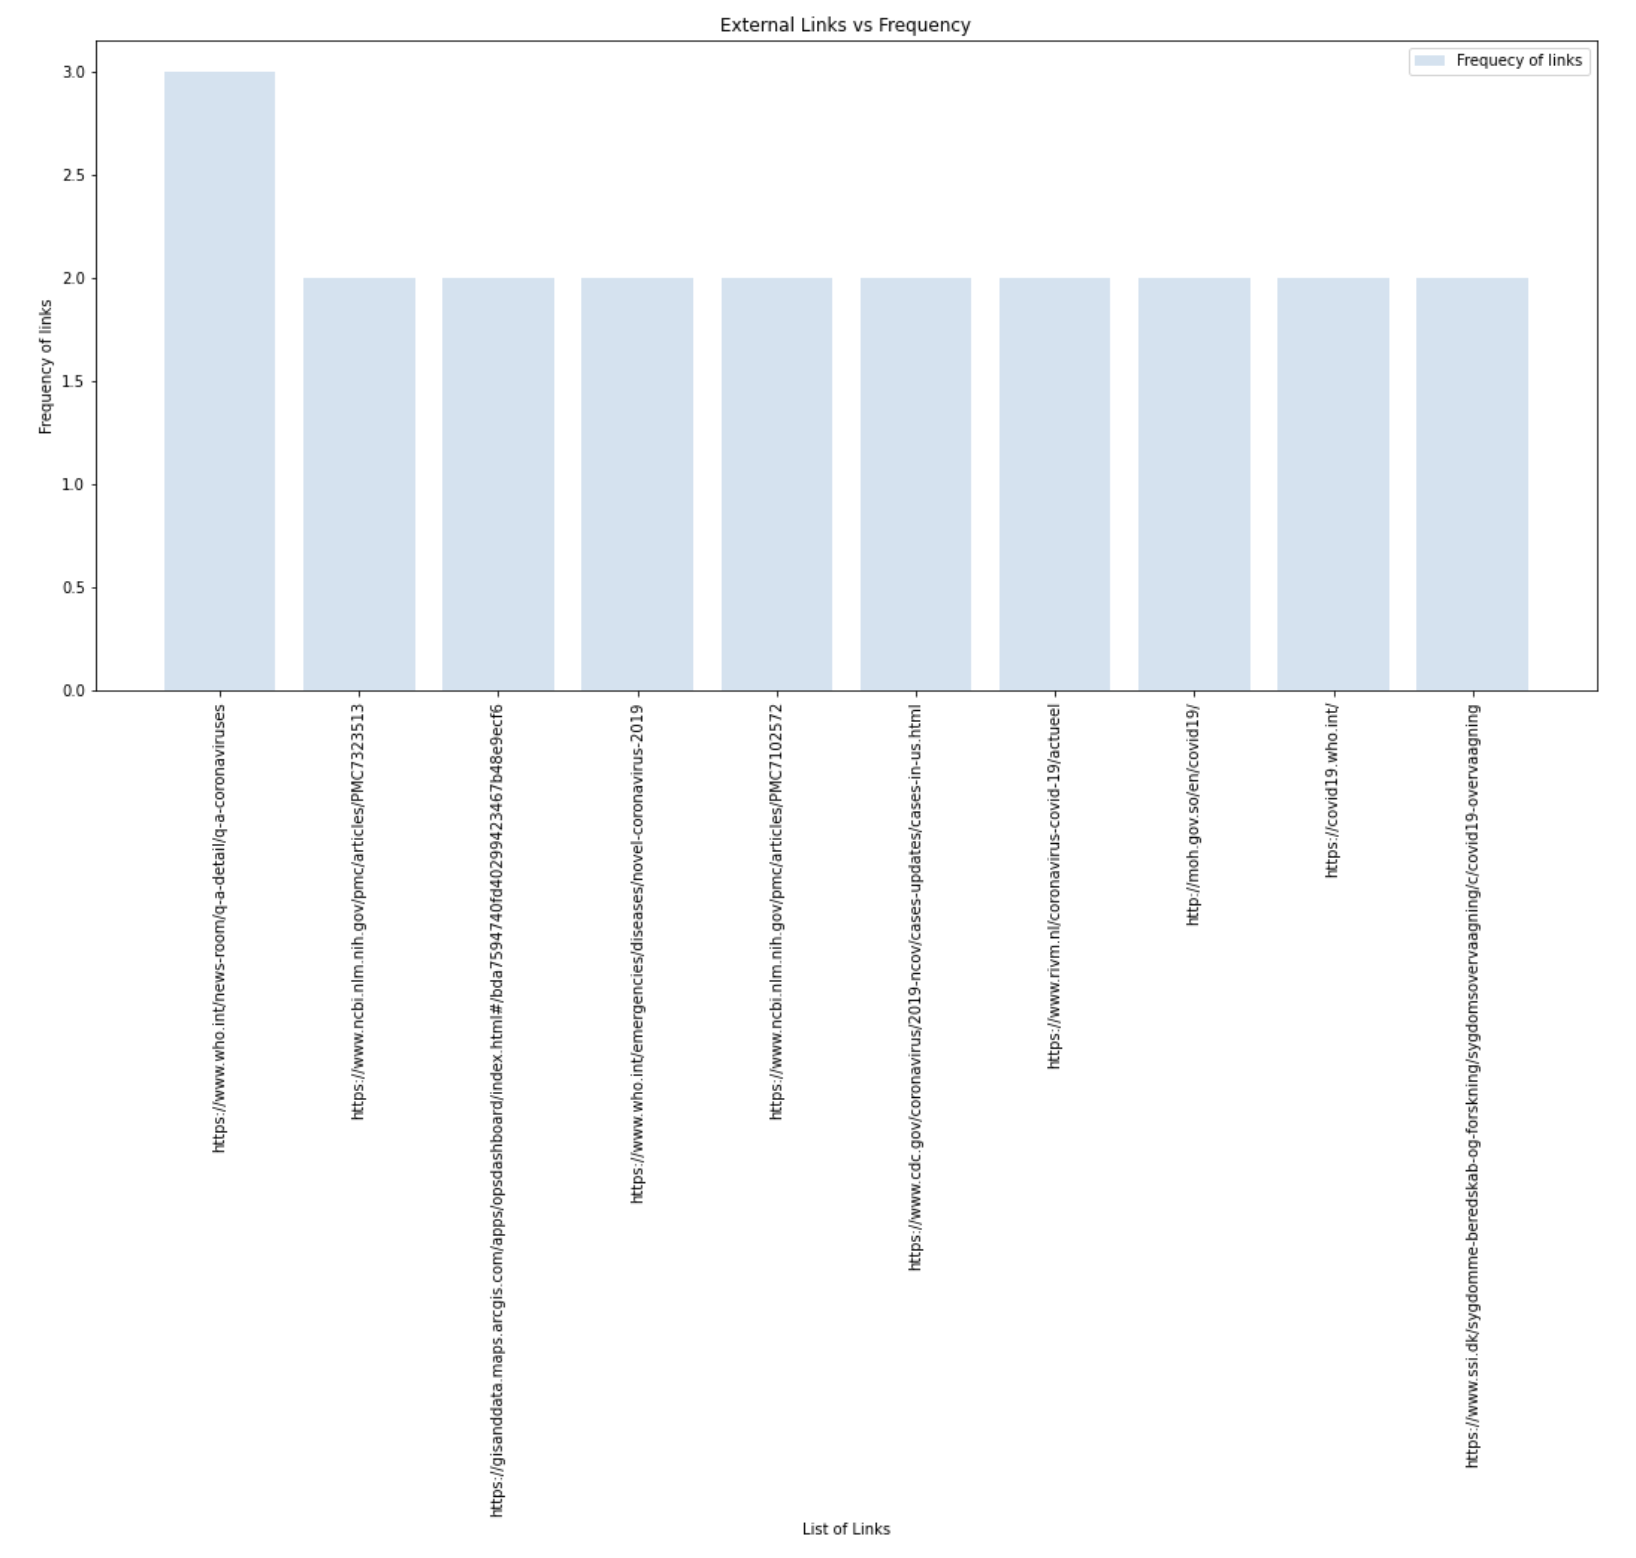 External Links vs Frequency
Frequecy of links
3.0
2.5
2.0
1.5
1.0
0.5
0.0
Frequency of links
https://www.who.int/news-room/q-a-detail/q-a-coronaviruses
https://www.ncbi.nlm.nih.gov/pmc/articles/PMC7323513
https://gisanddata.maps.arcgis.com/apps/opsdashboard/index.html#/bda7594740fd40299423467b48e9ecf6
https://www.who.int/emergencies/diseases/novel-coronavirus-2019
https://www.ncbi.nlm.nih.gov/pmc/articles/PMC7102572
https://www.cdc.gov/coronavirus/2019-ncov/cases-updates/cases-in-us.html
https://www.rivm.nl/coronavirus-covid-19/actueel
http://moh.gov.so/en/covid19/
https://covid19.who.int/
https://www.ssi.dk/sygdomme-beredskab-og-forskning/sygdomsovervaagning/c/covid19-overvaagning
List of Links